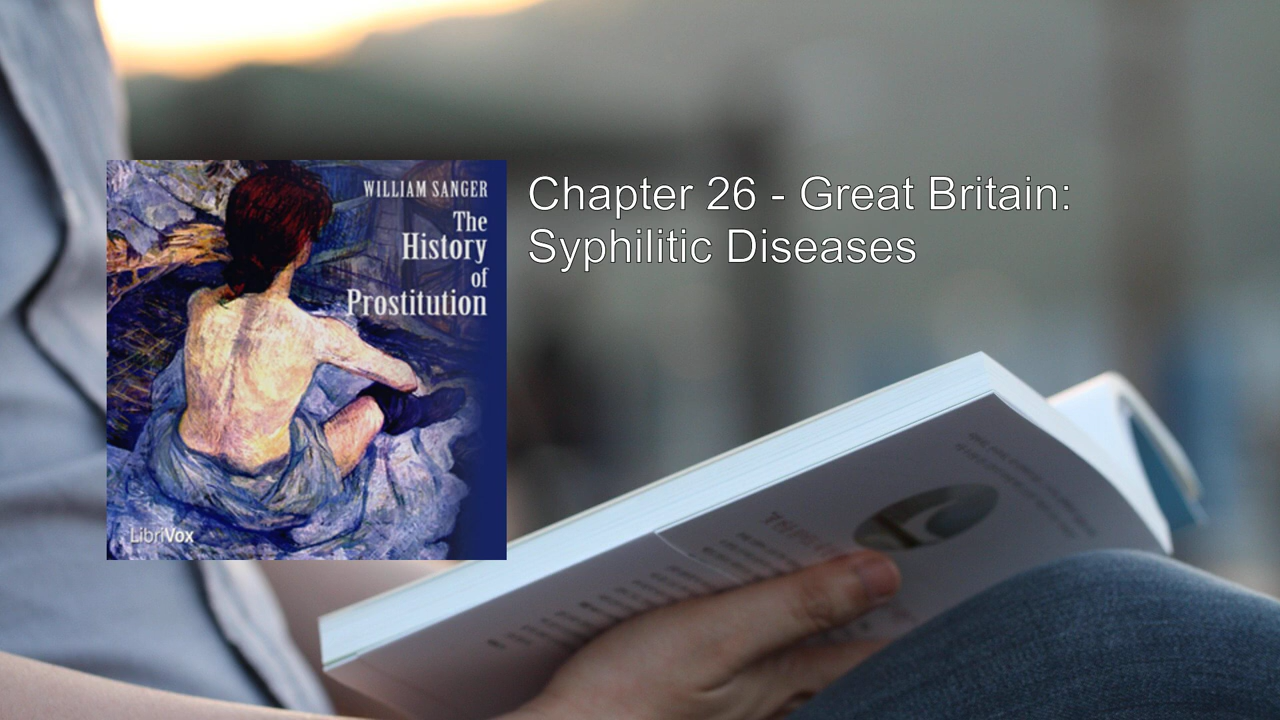 WILLIAM SANGER
The
History
of
Prostitution
LibriVox
Chapter 26 - Great Britain:
Syphilitic Diseases